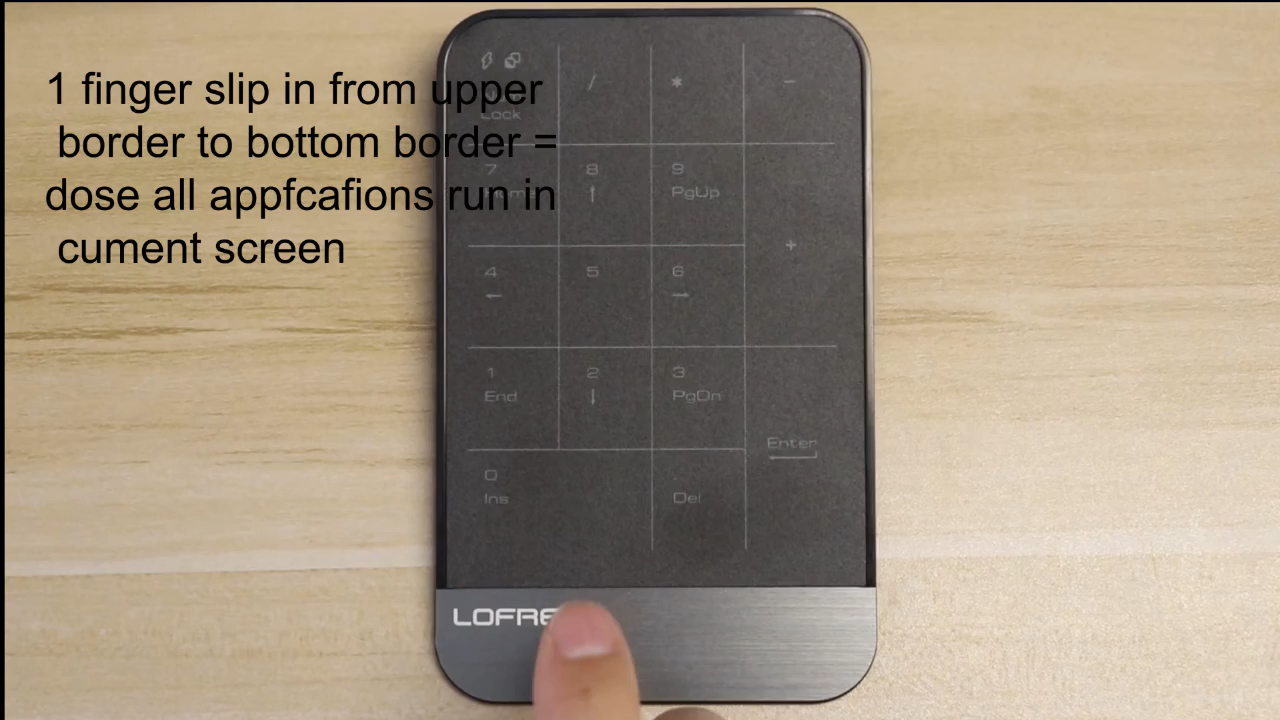 1 finger slip in from upper
border to bottom border =
dose all appfcafions run in
cument screen
Lock
/ * -
7 8 9
↑ PgUp
+
4 5 6
← →
1 2 3
End ↓ PgDn
Enter
0
Ins Del
LOFRE